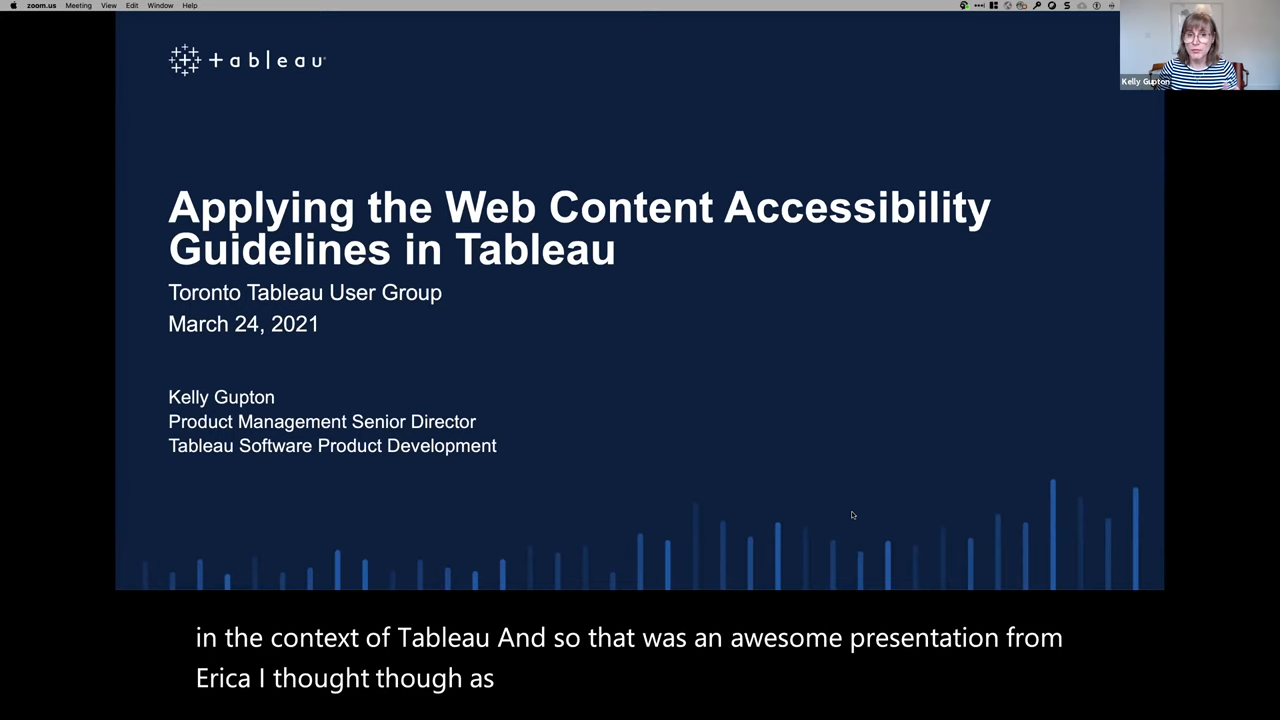 zoom.us Meeting View Edit Window Help
Kelly Gupton
+ableau
Applying the Web Content Accessibility
Guidelines in Tableau
Toronto Tableau User Group
March 24, 2021
Kelly Gupton
Product Management Senior Director
Tableau Software Product Development
in the context of Tableau And so that was an awesome presentation from
Erica I thought though as